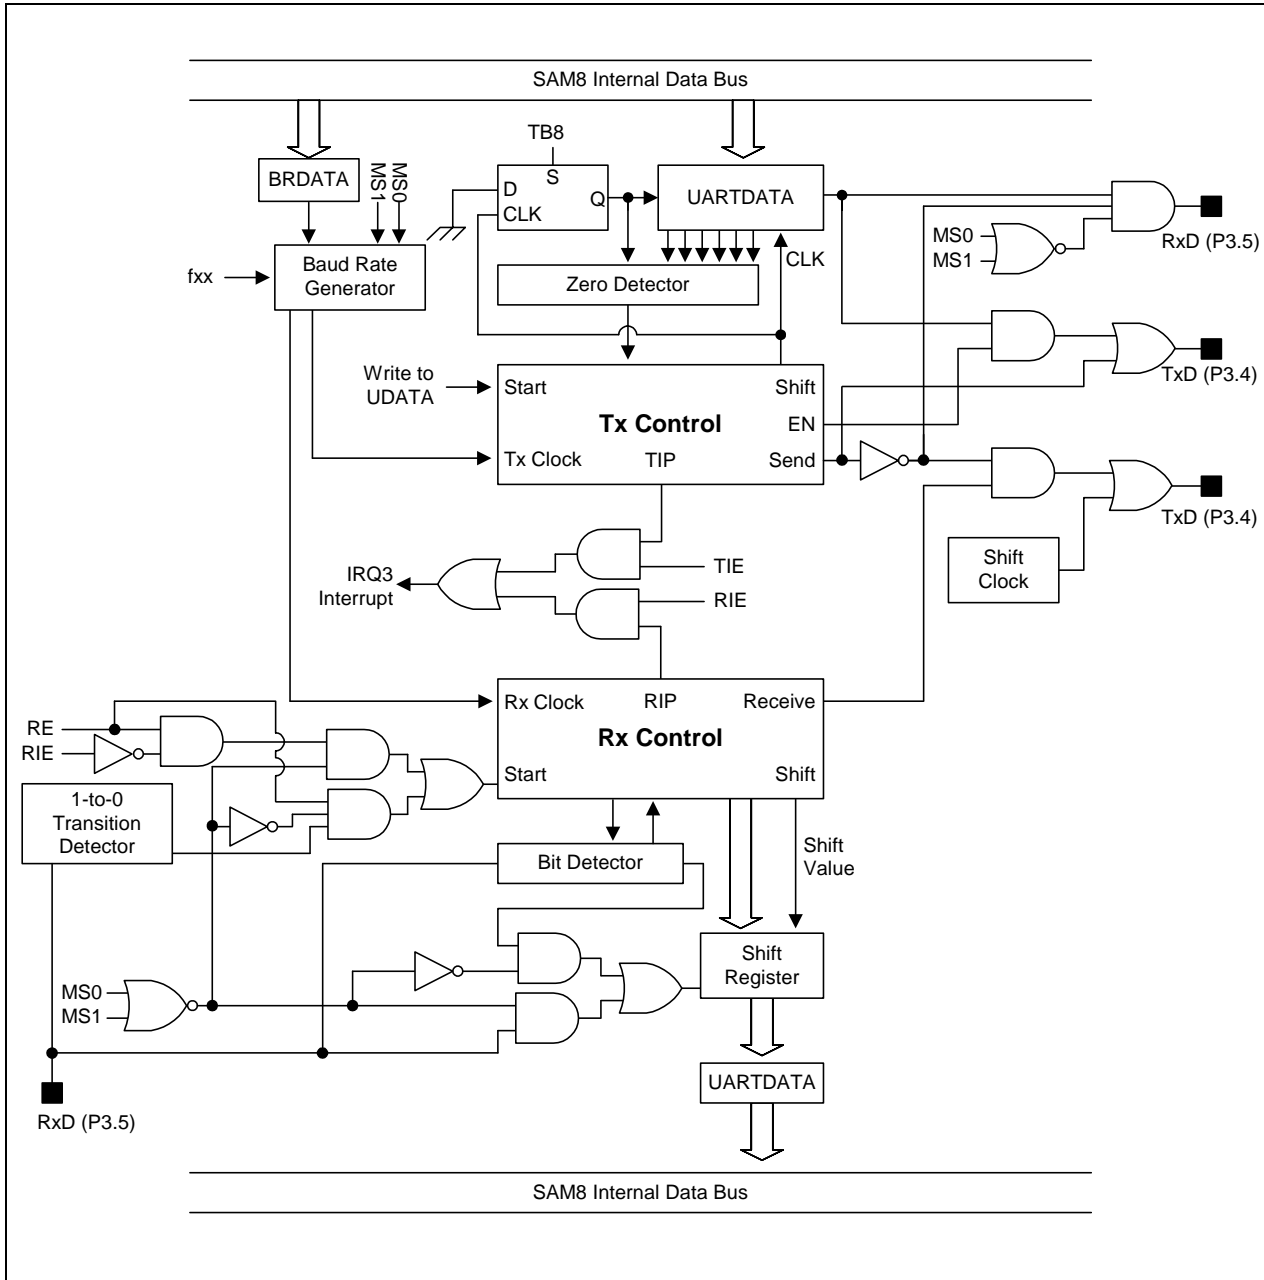 SAM8 Internal Data Bus
TB8
BRDATA
MS1
MS0
S
D
Q
CLK
UARTDATA
MS0
MS1
RxD (P3.5)
CLK
fxx
Baud Rate
Generator
Zero Detector
Write to
UDATA
Start
Shift
TxD (P3.4)
Tx Control
EN
Tx Clock
TIP
Send
TxD (P3.4)
IRQ3
Interrupt
TIE
RIE
Shift
Clock
Rx Clock
RIP
Receive
RE
RIE
Rx Control
Start
Shift
1-to-0
Transition
Detector
Bit Detector
Shift
Value
Shift
Register
MS0
MS1
UARTDATA
RxD (P3.5)
SAM8 Internal Data Bus